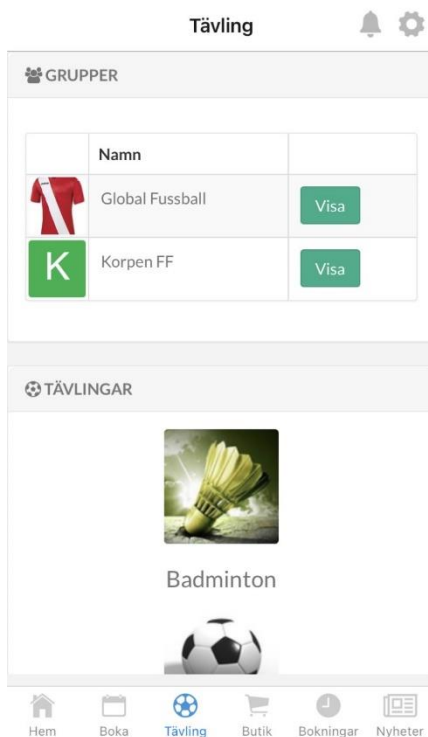 Tävling
GRUPPER
Namn
Global Fussball
Visa
K
Korpen FF
Visa
TÄVLINGAR
Badminton
Hem
Boka
Tävling
Butik
Bokningar
Nyheter